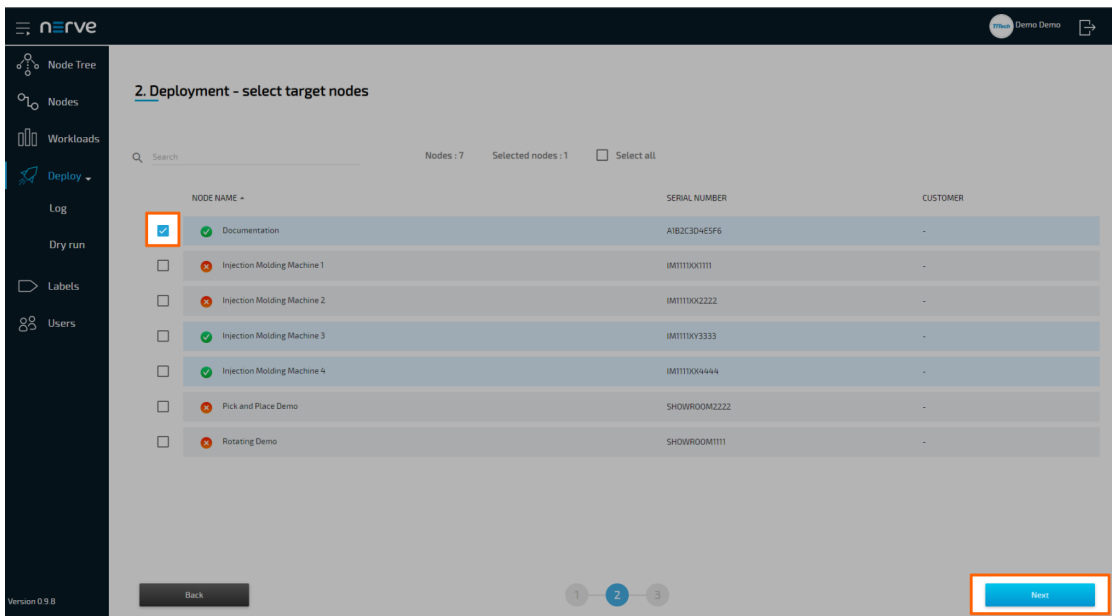 nerve
TTTech Demo Demo
Node Tree
Nodes
Workloads
Deploy
Log
Dry run
Labels
Users
Version 0.9.8
2. Deployment - select target nodes
Search Nodes : 7 Selected nodes : 1 Select all
NODE NAME SERIAL NUMBER CUSTOMER
Documentation A1B2C3D4E5F6 -
Injection Molding Machine 1 IM1111XX1111 -
Injection Molding Machine 2 IM1111XX2222 -
Injection Molding Machine 3 IM1111XY3333 -
Injection Molding Machine 4 IM1111XX4444 -
Pick and Place Demo SHOWROOM2222 -
Rotating Demo SHOWROOM1111 -
Back 1 2 3 Next